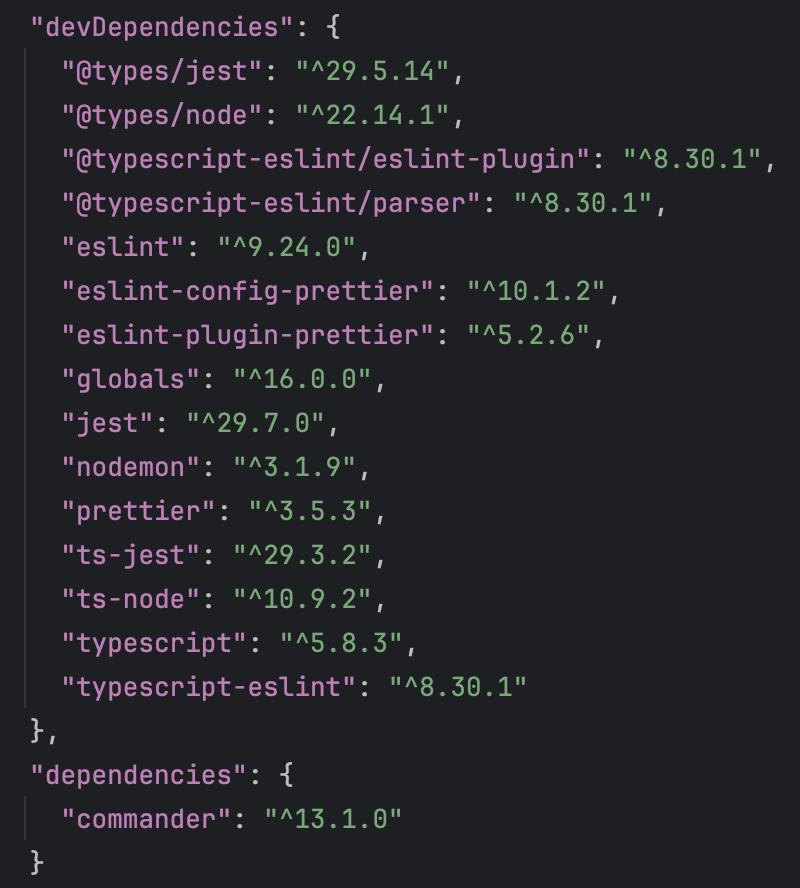 "devDependencies": {
"@types/jest": "^29.5.14",
"@types/node": "^22.14.1",
"@typescript-eslint/eslint-plugin": "^8.30.1",
"@typescript-eslint/parser": "^8.30.1",
"eslint": "^9.24.0",
"eslint-config-prettier": "^10.1.2",
"eslint-plugin-prettier": "^5.2.6",
"globals": "^16.0.0",
"jest": "^29.7.0",
"nodemon": "^3.1.9",
"prettier": "^3.5.3",
"ts-jest": "^29.3.2",
"ts-node": "^10.9.2",
"typescript": "^5.8.3",
"typescript-eslint": "^8.30.1"
},
"dependencies": {
"commander": "^13.1.0"
}